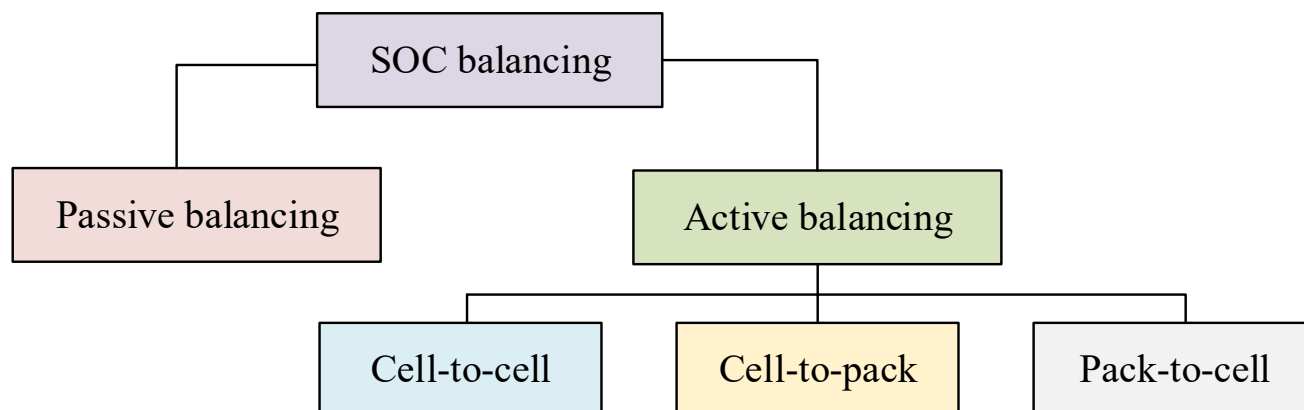 SOC balancing
Passive balancing
Active balancing
Cell-to-cell
Cell-to-pack
Pack-to-cell